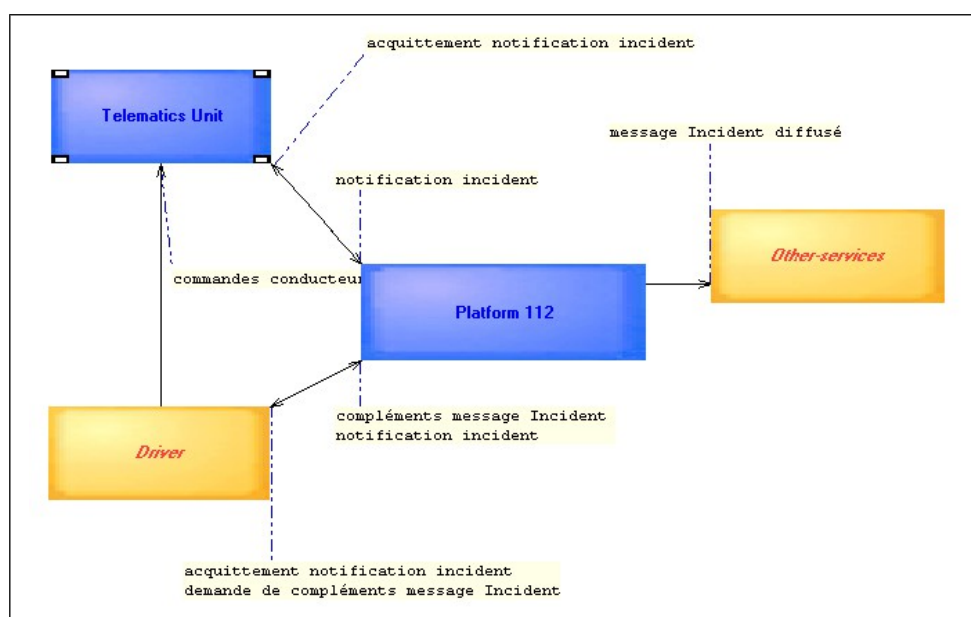 acquittement notification incident
Telematics Unit
message Incident diffusé
notification incident
Other-services
commandes conducteur
Platform 112
compléments message Incident
notification incident
Driver
acquittement notification incident
demande de compléments message Incident